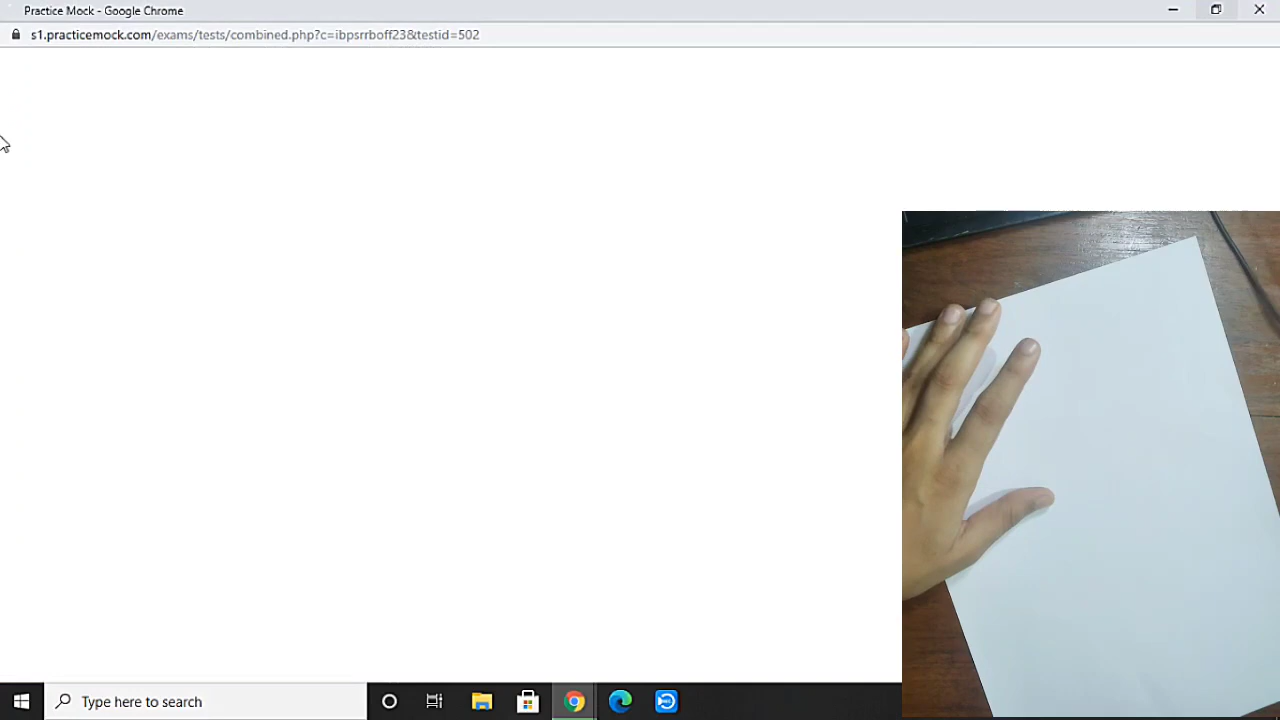 Practice Mock - Google Chrome
s1.practicemock.com/exams/tests/combined.php?c=ibpsrrboff23&testid=502
Type here to search